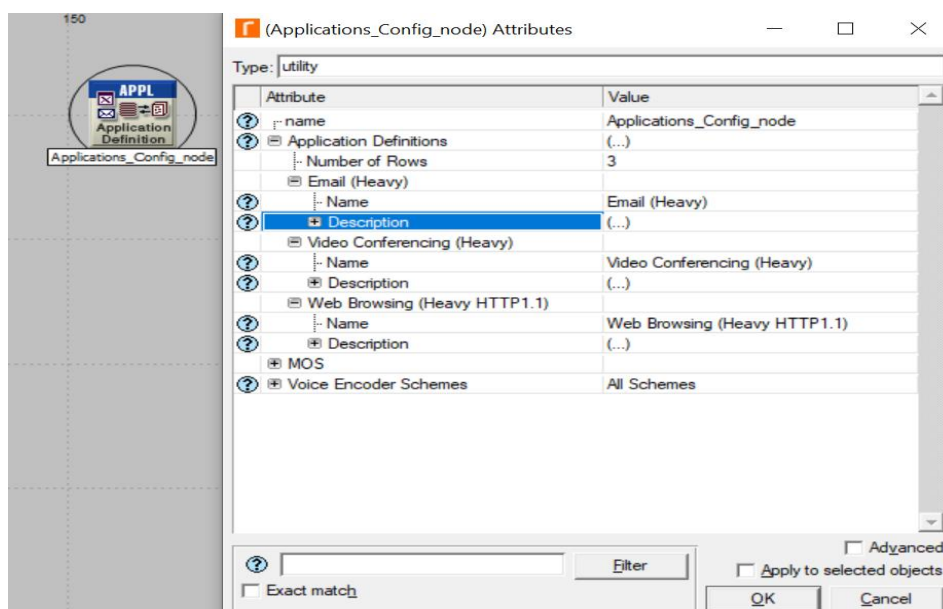 150
APPL
Application
Definition
Applications_Config_node
(Applications_Config_node) Attributes
Type: utility
Attribute Value
name Applications_Config_node
Application Definitions (...)
Number of Rows 3
Email (Heavy)
Name Email (Heavy)
Description (...)
Video Conferencing (Heavy)
Name Video Conferencing (Heavy)
Description (...)
Web Browsing (Heavy HTTP1.1)
Name Web Browsing (Heavy HTTP1.1)
Description (...)
MOS
Voice Encoder Schemes All Schemes
Advanced
Filter
Apply to selected objects
Exact match
OK Cancel